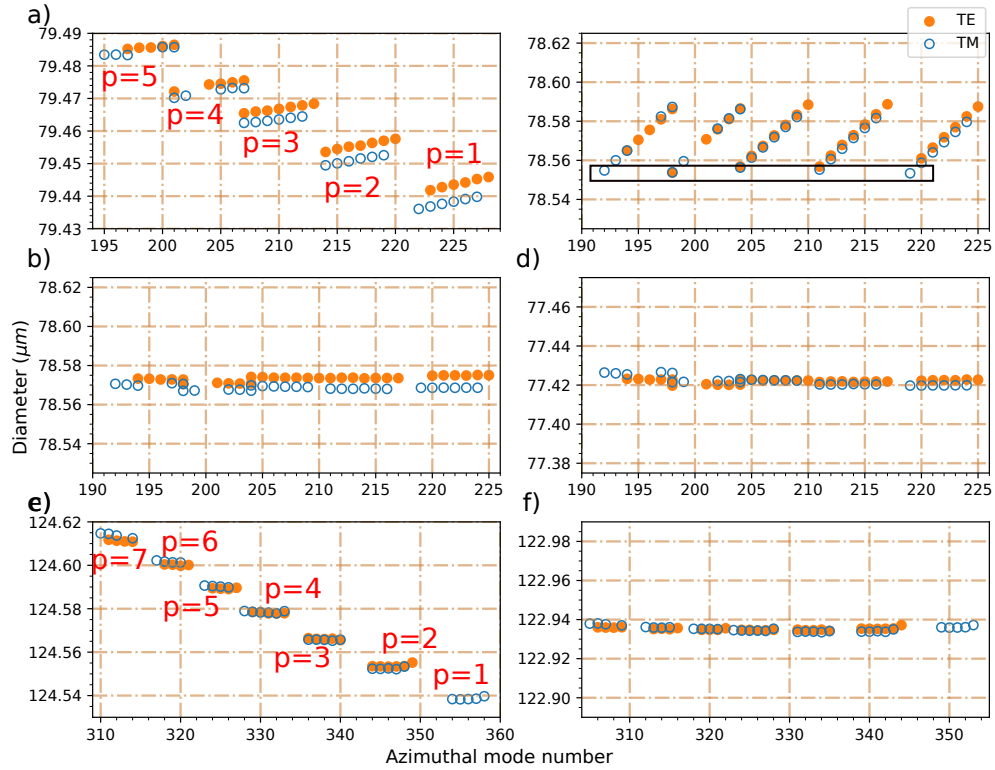 a)
c)
TE
TM
79.49
79.48
79.47
79.46
79.45
79.44
79.43
p=5
p=4
p=3
p=2
p=1
195 200 205 210 215 220 225
78.62
78.60
78.58
78.56
78.54
190 195 200 205 210 215 220 225
b)
d)
Diameter (μm)
78.62
78.60
78.58
78.56
78.54
190 195 200 205 210 215 220 225
77.46
77.44
77.42
77.40
77.38
190 195 200 205 210 215 220 225
e)
f)
124.62
124.60
124.58
124.56
124.54
p=7
p=6
p=5
p=4
p=3
p=2
p=1
310 320 330 340 350 360
122.98
122.96
122.94
122.92
122.90
310 320 330 340 350
Azimuthal mode number